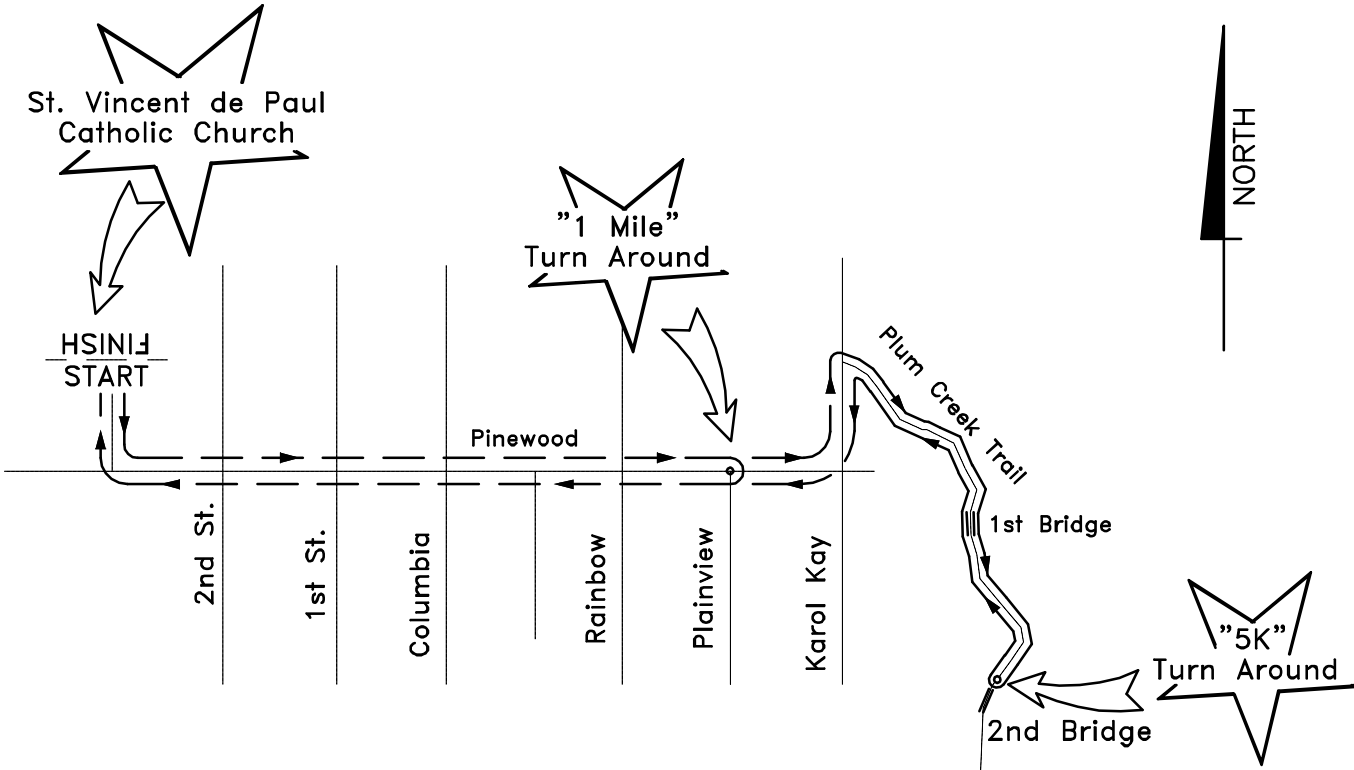 St. Vincent de Paul
Catholic Church
NORTH
"1 Mile"
Turn Around
FINISH
START
Plum Creek Trail
Pinewood
2nd St.
1st St.
Columbia
Rainbow
Plainview
Karol Kay
1st Bridge
"5K"
Turn Around
2nd Bridge